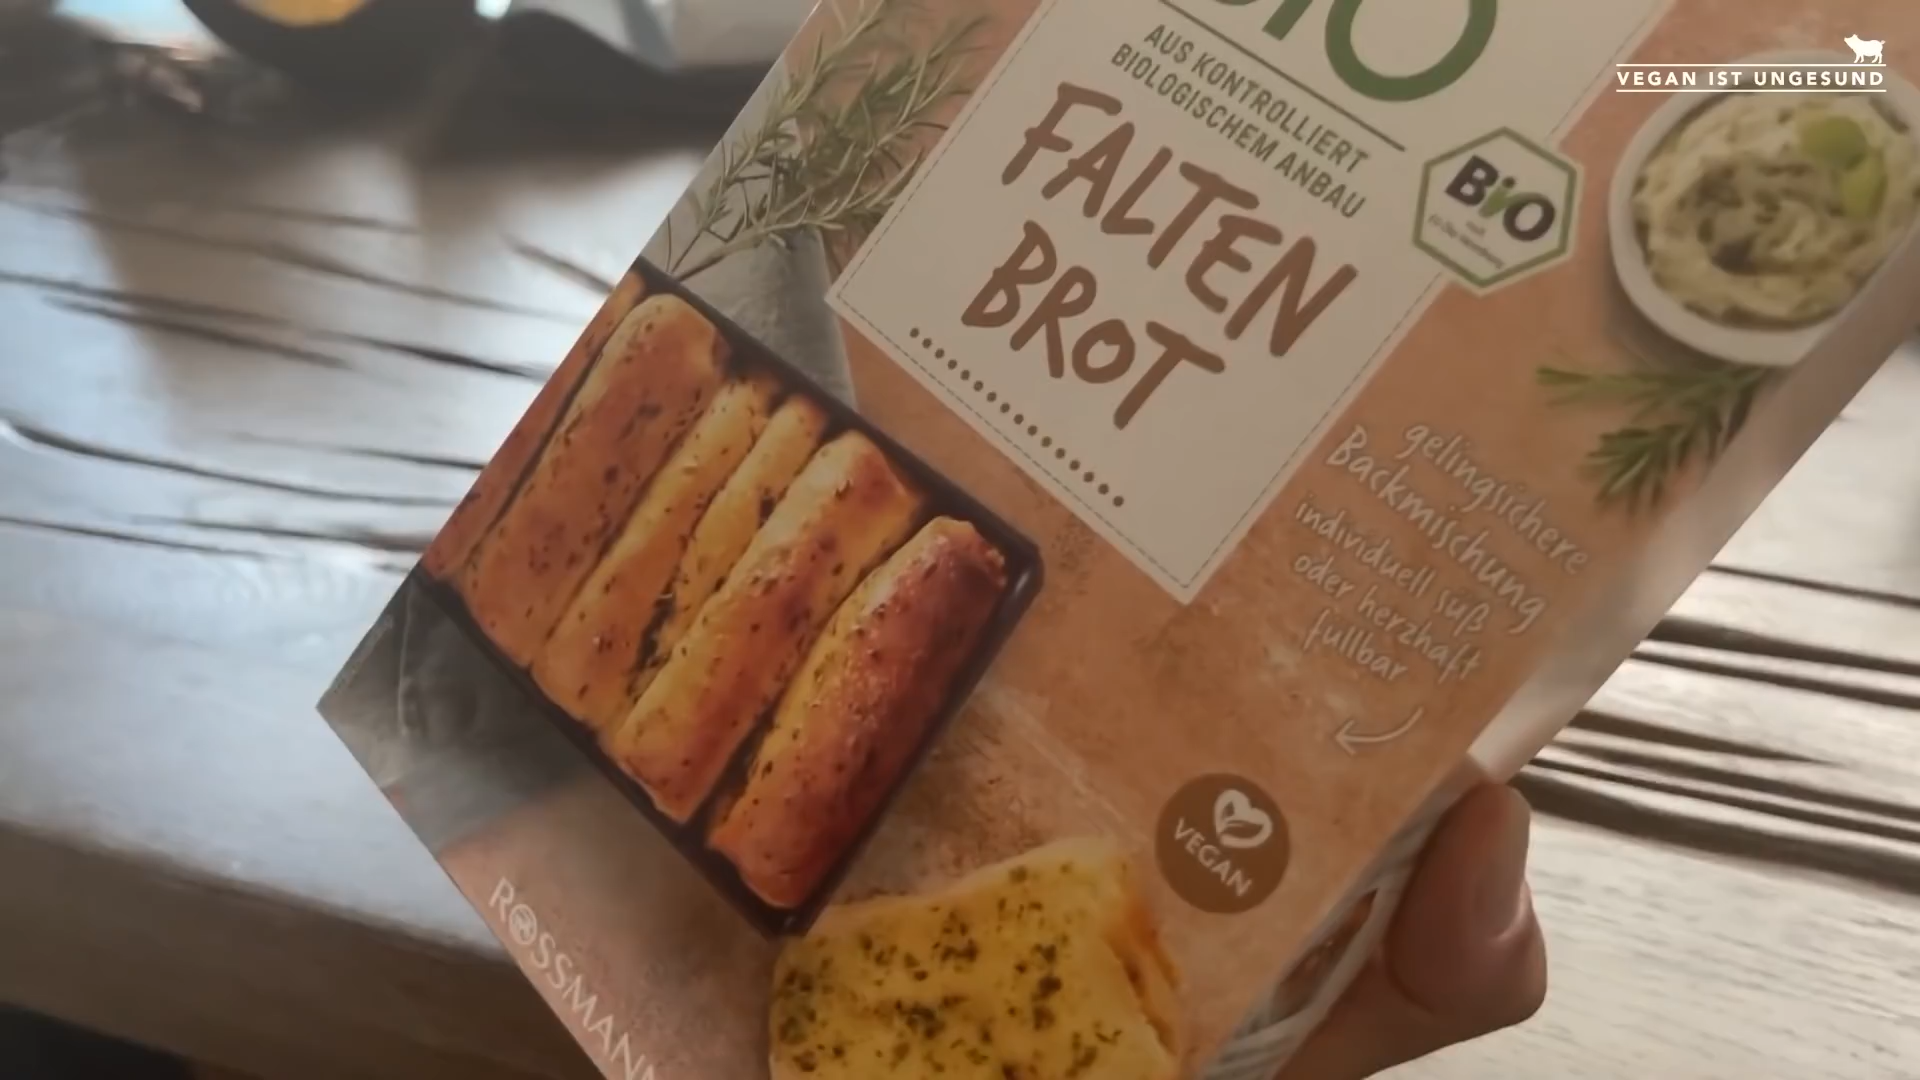 VEGAN IST UNGESUND
BIO
AUS KONTROLLIERT
BIOLOGISCHEM ANBAU
FALTEN
BROT
BiO
gelingsichere
Backmischung
individuell süß
oder herzhaft
füllbar
VEGAN
ROSSMANN